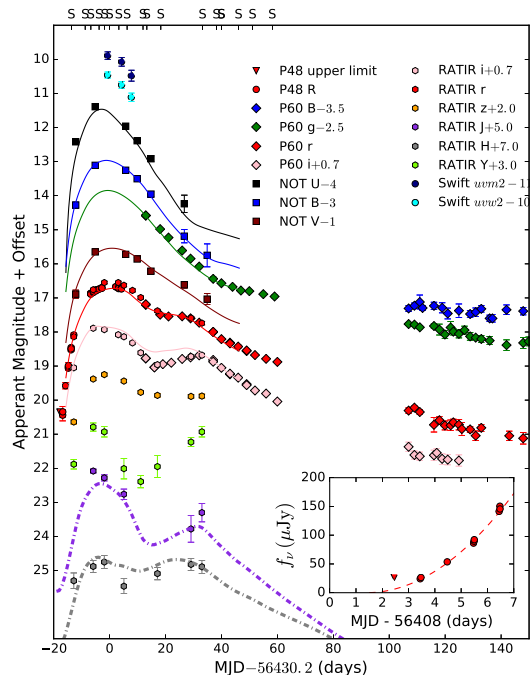 S S S S S S S S S S S S S S S
10
11
12
13
14
15
16
17
18
19
20
21
22
23
24
25
Apperant Magnitude + Offset
P48 upper limit
P48 R
P60 B−3.5
P60 g−2.5
P60 r
P60 i+0.7
NOT U−4
NOT B−3
NOT V−1
RATIR i+0.7
RATIR r
RATIR z+2.0
RATIR J+5.0
RATIR H+7.0
RATIR Y+3.0
Swift uvm2−11
Swift uvw2−10
200
150
100
50
0
fν (μJy)
0 1 2 3 4 5 6 7
MJD - 56408 (days)
−20 0 20 40 60 80 100 120 140
MJD−56430.2 (days)